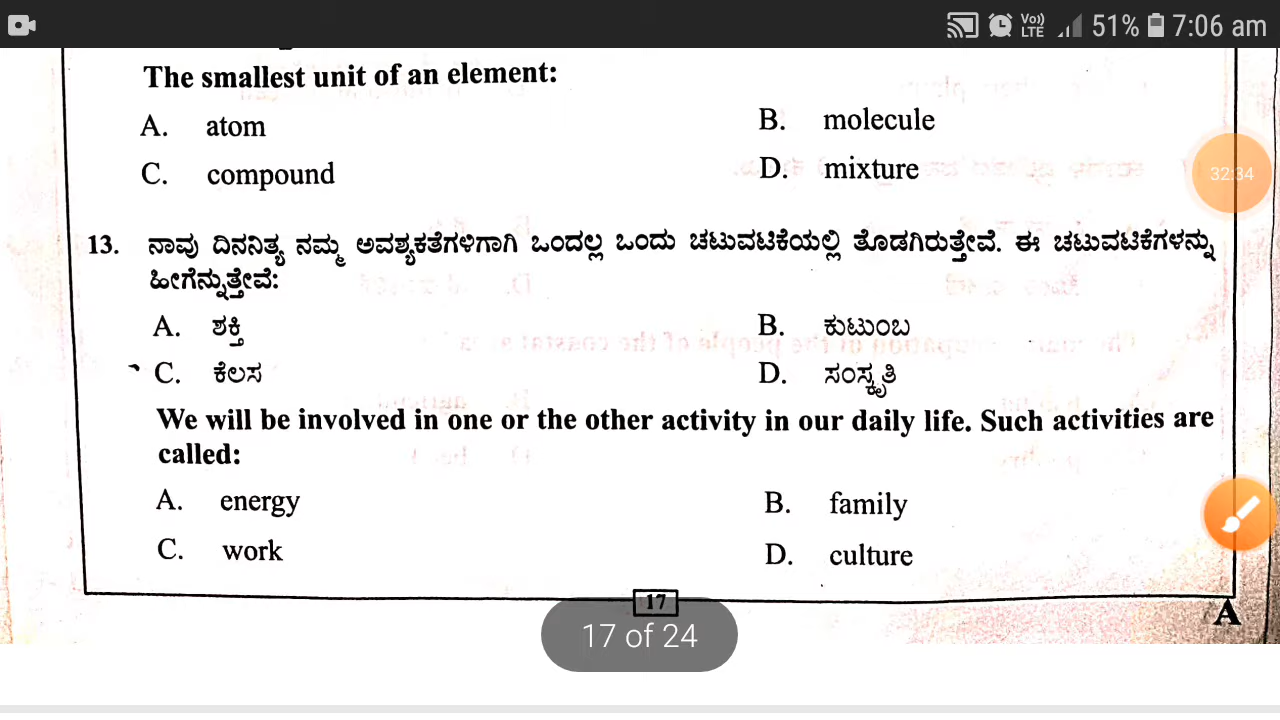 Vo)) LTE 51% 7:06 am
The smallest unit of an element:
A. atom B. molecule
C. compound D. mixture
32:34
13. ನಾವು ದಿನನಿತ್ಯ ನಮ್ಮ ಅವಶ್ಯಕತೆಗಳಿಗಾಗಿ ಒಂದಲ್ಲ ಒಂದು ಚಟುವಟಿಕೆಯಲ್ಲಿ ತೊಡಗಿರುತ್ತೇವೆ. ಈ ಚಟುವಟಿಕೆಗಳನ್ನು
ಹೀಗೆನ್ನುತ್ತೇವೆ:
A. ಶಕ್ತಿ B. ಕುಟುಂಬ
C. ಕೆಲಸ D. ಸಂಸ್ಕೃತಿ
We will be involved in one or the other activity in our daily life. Such activities are
called:
A. energy B. family
C. work D. culture
17
A
17 of 24